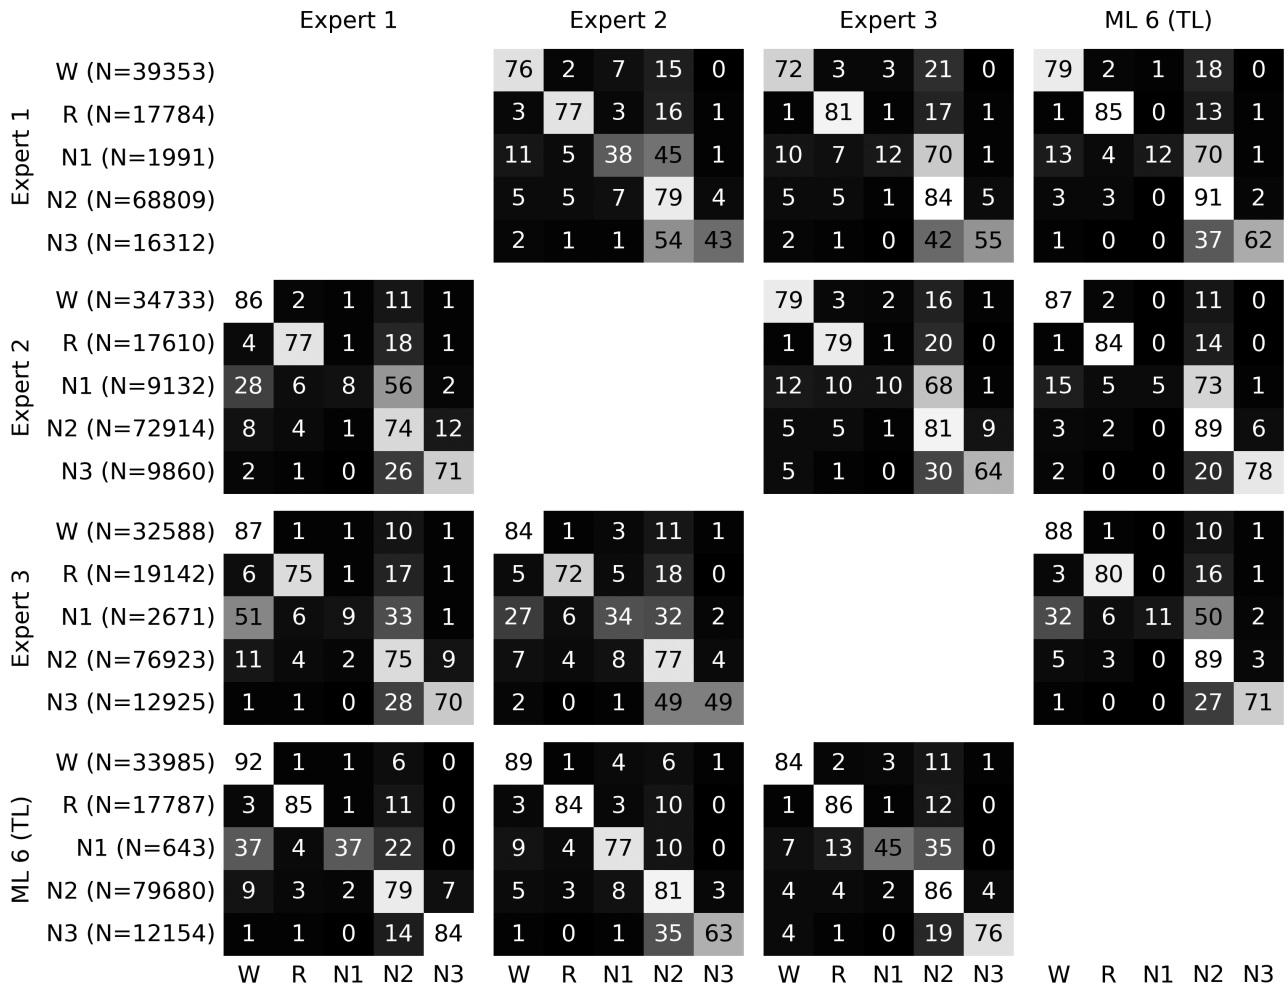 Expert 1 Expert 2 Expert 3 ML 6 (TL)
Expert 1
W (N=39353) 76 2 7 15 0 72 3 3 21 0 79 2 1 18 0
R (N=17784) 3 77 3 16 1 1 81 1 17 1 1 85 0 13 1
N1 (N=1991) 11 5 38 45 1 10 7 12 70 1 13 4 12 70 1
N2 (N=68809) 5 5 7 79 4 5 5 1 84 5 3 3 0 91 2
N3 (N=16312) 2 1 1 54 43 2 1 0 42 55 1 0 0 37 62
Expert 2
W (N=34733) 86 2 1 11 1 79 3 2 16 1 87 2 0 11 0
R (N=17610) 4 77 1 18 1 1 79 1 20 0 1 84 0 14 0
N1 (N=9132) 28 6 8 56 2 12 10 10 68 1 15 5 5 73 1
N2 (N=72914) 8 4 1 74 12 5 5 1 81 9 3 2 0 89 6
N3 (N=9860) 2 1 0 26 71 5 1 0 30 64 2 0 0 20 78
Expert 3
W (N=32588) 87 1 1 10 1 84 1 3 11 1 88 1 0 10 1
R (N=19142) 6 75 1 17 1 5 72 5 18 0 3 80 0 16 1
N1 (N=2671) 51 6 9 33 1 27 6 34 32 2 32 6 11 50 2
N2 (N=76923) 11 4 2 75 9 7 4 8 77 4 5 3 0 89 3
N3 (N=12925) 1 1 0 28 70 2 0 1 49 49 1 0 0 27 71
ML 6 (TL)
W (N=33985) 92 1 1 6 0 89 1 4 6 1 84 2 3 11 1
R (N=17787) 3 85 1 11 0 3 84 3 10 0 1 86 1 12 0
N1 (N=643) 37 4 37 22 0 9 4 77 10 0 7 13 45 35 0
N2 (N=79680) 9 3 2 79 7 5 3 8 81 3 4 4 2 86 4
N3 (N=12154) 1 1 0 14 84 1 0 1 35 63 4 1 0 19 76
W R N1 N2 N3 W R N1 N2 N3 W R N1 N2 N3 W R N1 N2 N3